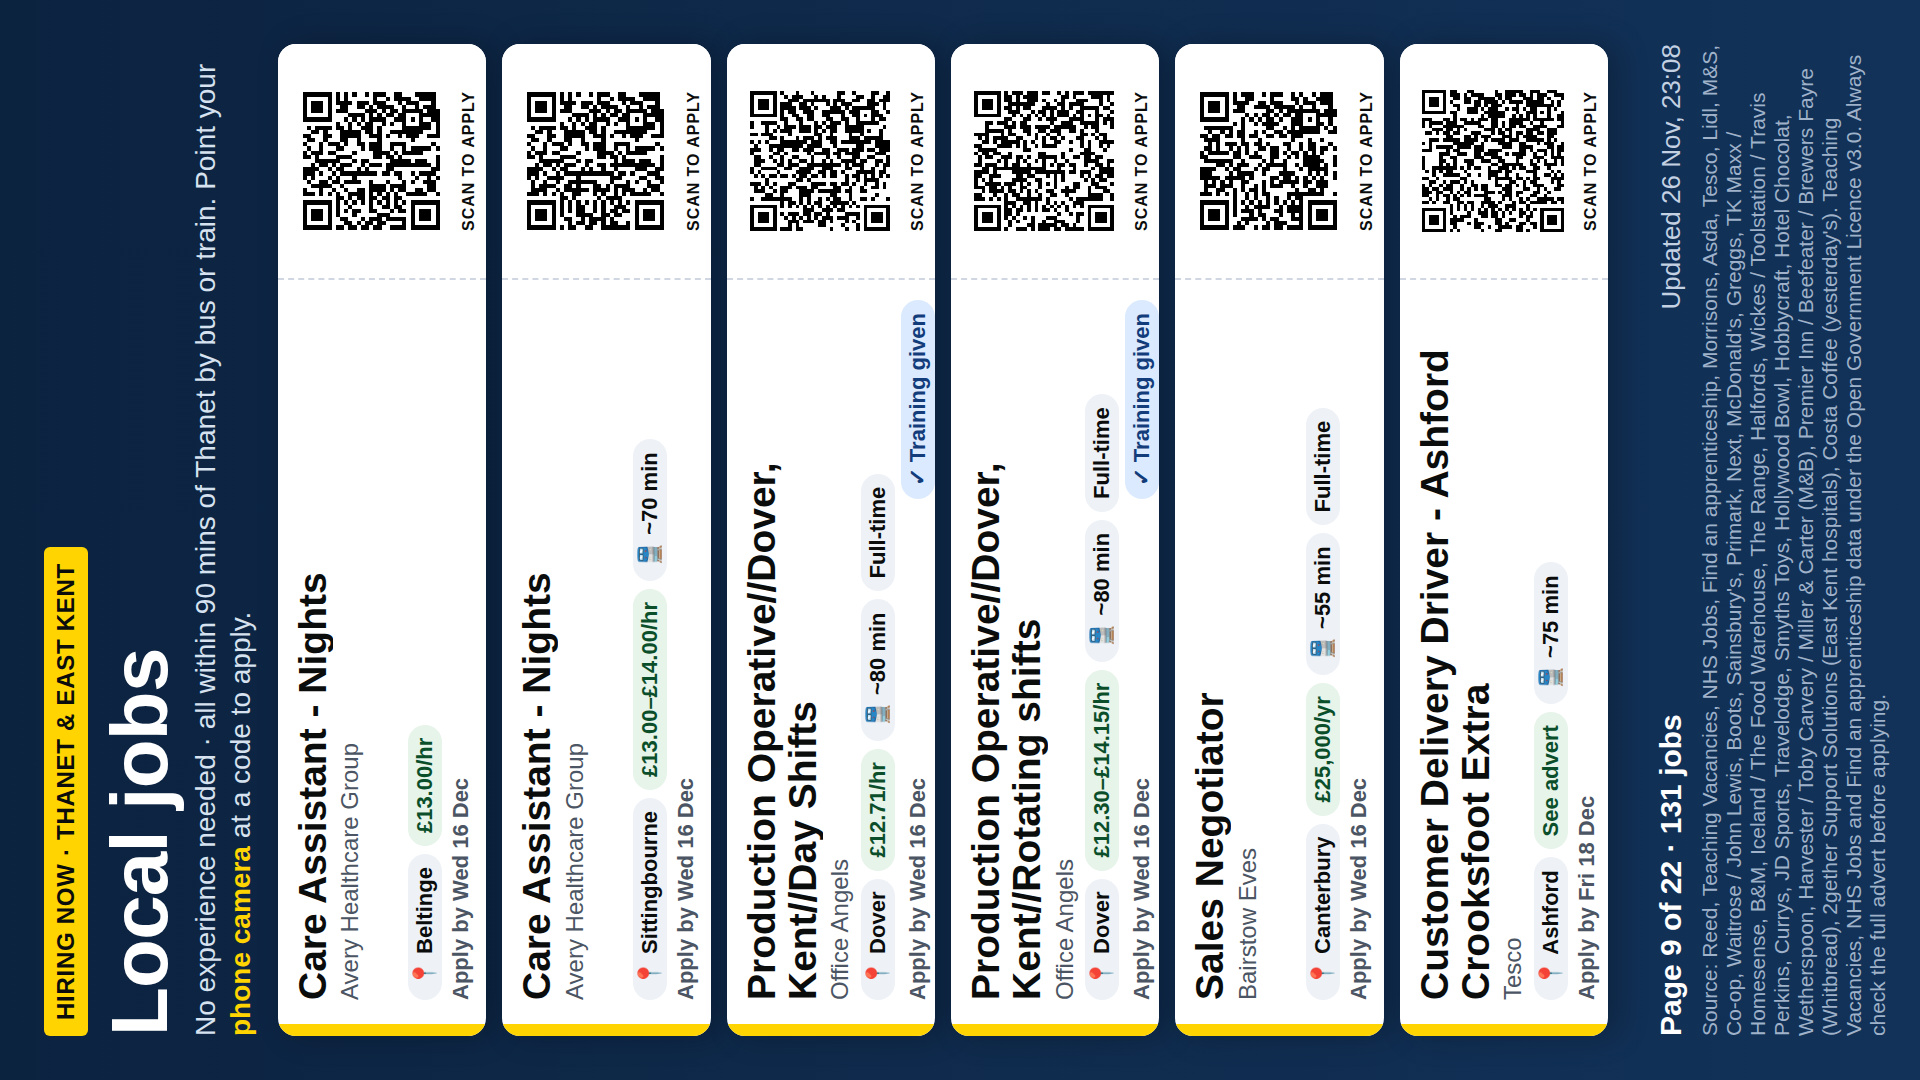 HIRING NOW · THANET & EAST KENT
Local jobs
No experience needed · all within 90 mins of Thanet by bus or train. Point your
phone camera at a code to apply.
Care Assistant - Nights
Avery Healthcare Group
📍 Beltinge
£13.00/hr
Apply by Wed 16 Dec
SCAN TO APPLY
Care Assistant - Nights
Avery Healthcare Group
📍 Sittingbourne
£13.00–£14.00/hr
🚆 ~70 min
Apply by Wed 16 Dec
SCAN TO APPLY
Production Operative//Dover,
Kent//Day Shifts
Office Angels
📍 Dover
£12.71/hr
🚆 ~80 min
Full-time
✓ Training given
Apply by Wed 16 Dec
SCAN TO APPLY
Production Operative//Dover,
Kent//Rotating shifts
Office Angels
📍 Dover
£12.30–£14.15/hr
🚆 ~80 min
Full-time
✓ Training given
Apply by Wed 16 Dec
SCAN TO APPLY
Sales Negotiator
Bairstow Eves
📍 Canterbury
£25,000/yr
🚆 ~55 min
Full-time
Apply by Wed 16 Dec
SCAN TO APPLY
Customer Delivery Driver - Ashford
Crooksfoot Extra
Tesco
📍 Ashford
See advert
🚆 ~75 min
Apply by Fri 18 Dec
SCAN TO APPLY
Page 9 of 22 · 131 jobs
Updated 26 Nov, 23:08
Source: Reed, Teaching Vacancies, NHS Jobs, Find an apprenticeship, Morrisons, Asda, Tesco, Lidl, M&S,
Co-op, Waitrose / John Lewis, Boots, Sainsbury's, Primark, Next, McDonald's, Greggs, TK Maxx /
Homesense, B&M, Iceland / The Food Warehouse, The Range, Halfords, Wickes / Toolstation / Travis
Perkins, Currys, JD Sports, Travelodge, Smyths Toys, Hollywood Bowl, Hobbycraft, Hotel Chocolat,
Wetherspoon, Harvester / Toby Carvery / Miller & Carter (M&B), Premier Inn / Beefeater / Brewers Fayre
(Whitbread), 2gether Support Solutions (East Kent hospitals), Costa Coffee (yesterday's). Teaching
Vacancies, NHS Jobs and Find an apprenticeship data under the Open Government Licence v3.0. Always
check the full advert before applying.